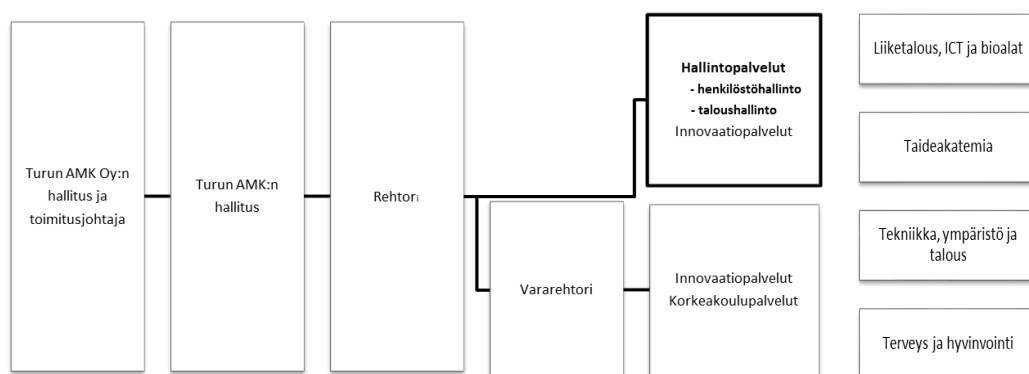 Turun AMK Oy:n
hallitus ja
toimitusjohtaja
Turun AMK:n
hallitus
Rehtori
Vararehtori
Hallintopalvelut
- henkilöstöhallinto
- taloushallinto
Innovaatiopalvelut
Innovaatiopalvelut
Korkeakoulupalvelut
Liiketalous, ICT ja bioalat
Taideakatemia
Tekniikka, ympäristö ja
talous
Terveys ja hyvinvointi